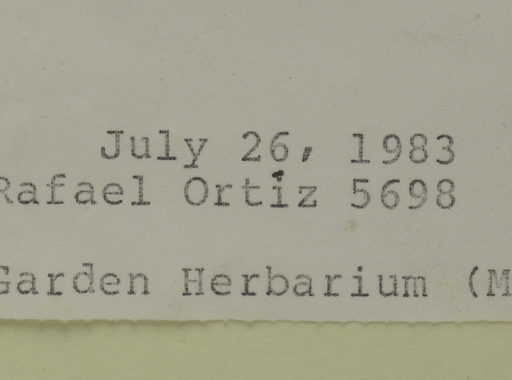 July 26, 1983
Rafael Ortiz 5698
Garden Herbarium (M